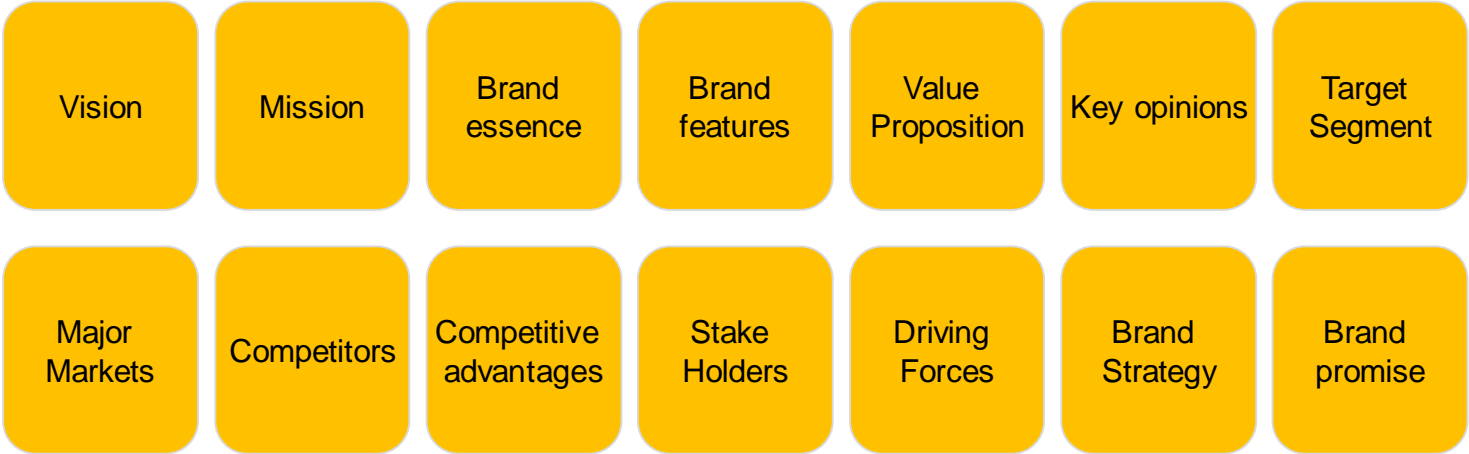 Vision
Mission
Brand
essence
Brand
features
Value
Proposition
Key opinions
Target
Segment
Major
Markets
Competitors
Competitive
advantages
Stake
Holders
Driving
Forces
Brand
Strategy
Brand
promise